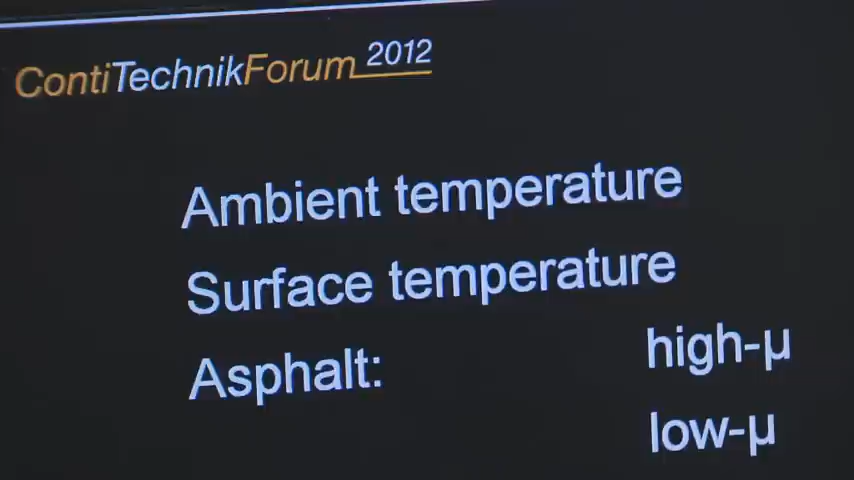 ContiTechnikForum 2012
Ambient temperature
Surface temperature
Asphalt: high-µ
low-µ